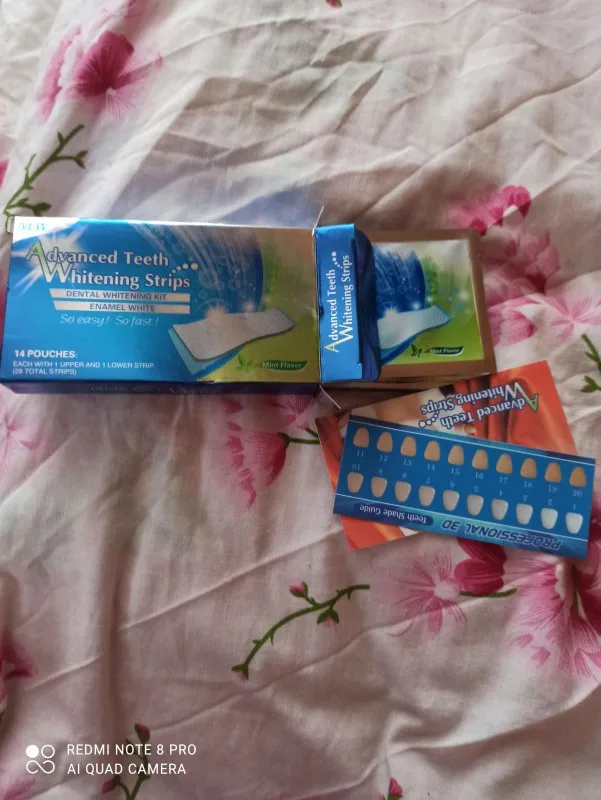 NEW
Advanced Teeth
Whitening Strips
DENTAL WHITENING KIT
ENAMEL WHITE
So easy! So fast!
14 POUCHES:
EACH WITH 1 UPPER AND 1 LOWER STRIP
(28 TOTAL STRIPS)
Mint Flavor
Advanced Teeth
Whitening Strips
Mint Flavor
Advanced Teeth
Whitening Strips
PROFESSIONAL 3D
Teeth Shade Guide
1 2 3 4 5 6 7 8 9 10
20 19 18 17 16 15 14 13 12 11
REDMI NOTE 8 PRO
AI QUAD CAMERA